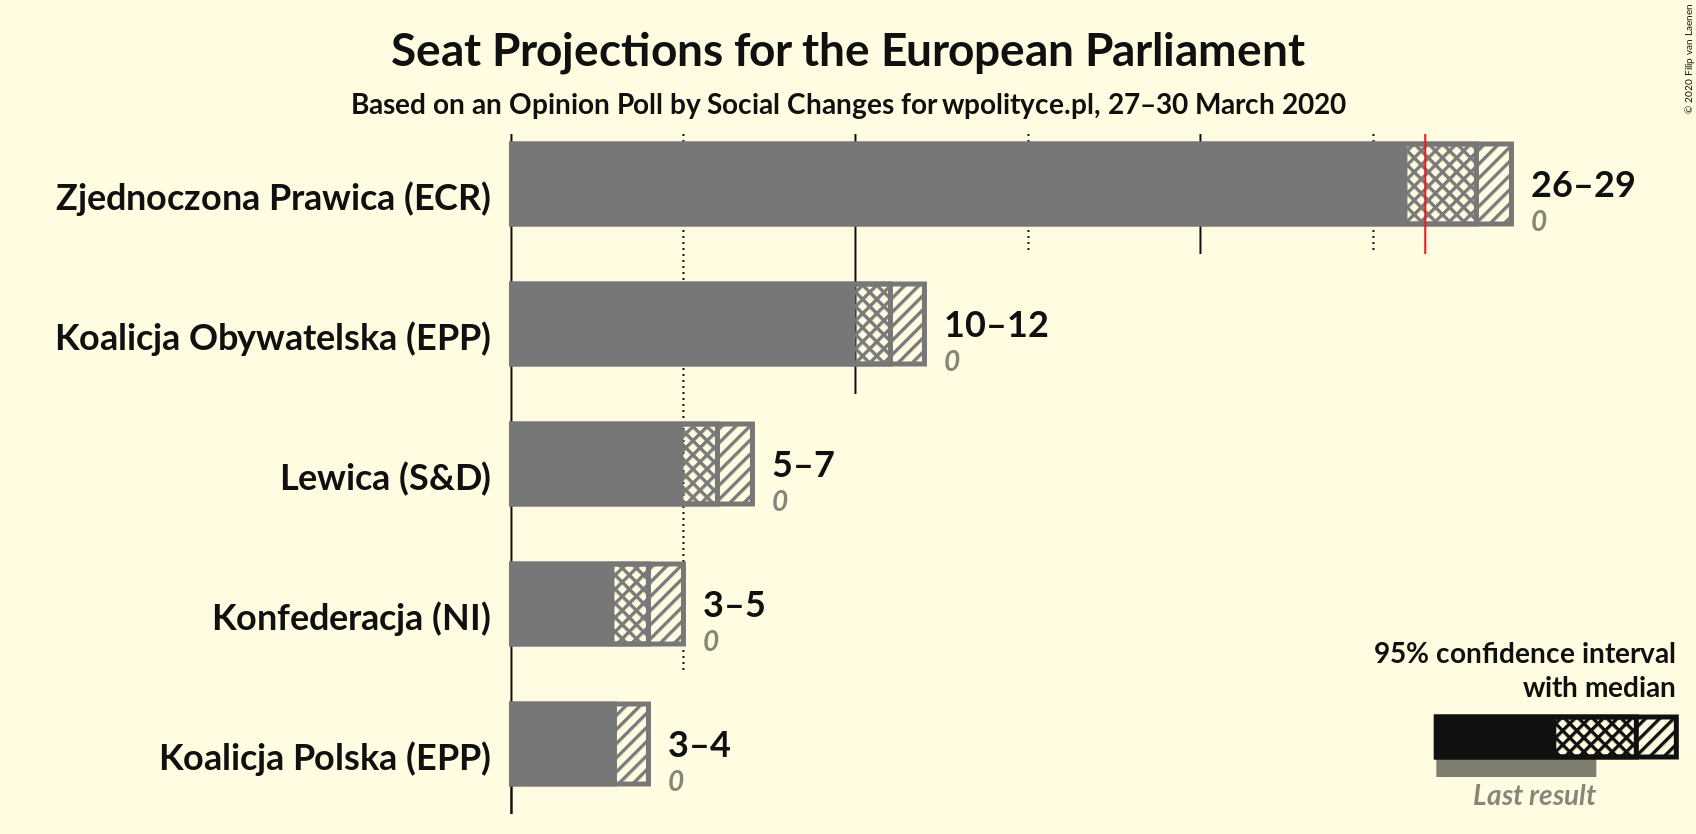 Seat Projections for the European Parliament
Based on an Opinion Poll by Social Changes for wpolityce.pl, 27–30 March 2020
© 2020 Filip van Laenen
Zjednoczona Prawica (ECR)
26–29
0
Koalicja Obywatelska (EPP)
10–12
0
Lewica (S&D)
5–7
0
Konfederacja (NI)
3–5
0
Koalicja Polska (EPP)
3–4
0
95% confidence interval
with median
Last result